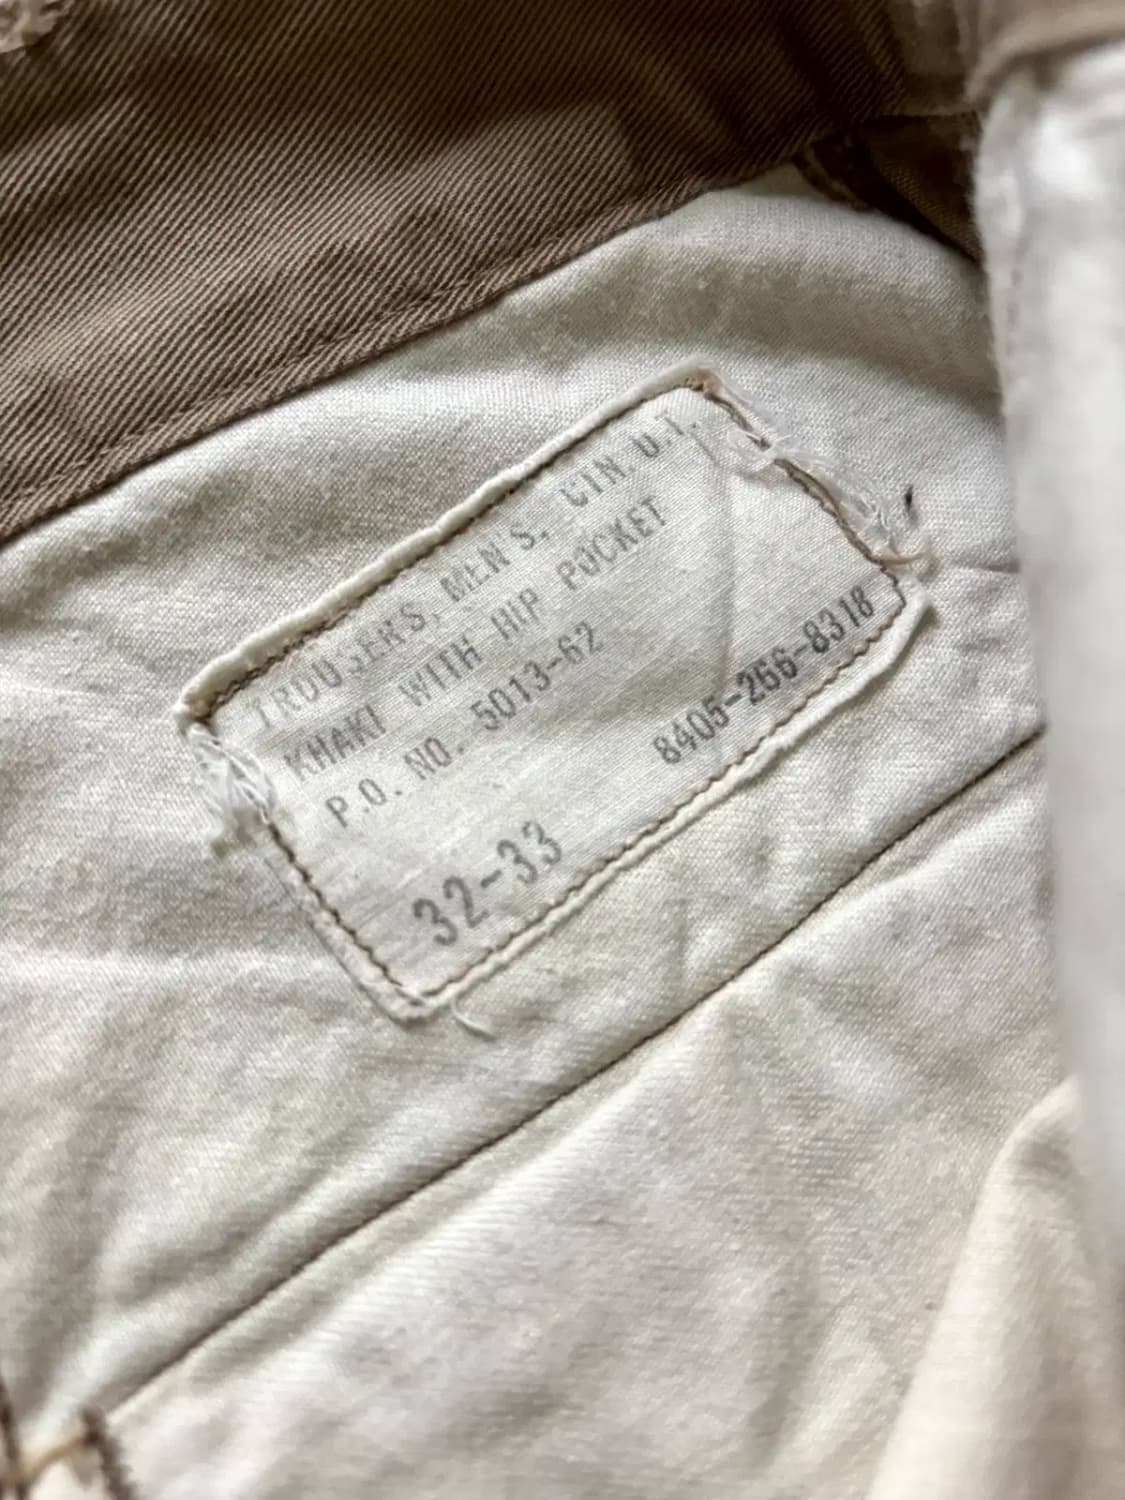 TROUSERS, MEN'S, CTN. U.T.
KHAKI WITH HIP POCKET
P.O. NO. 5013-62
8405-266-8318
32-33